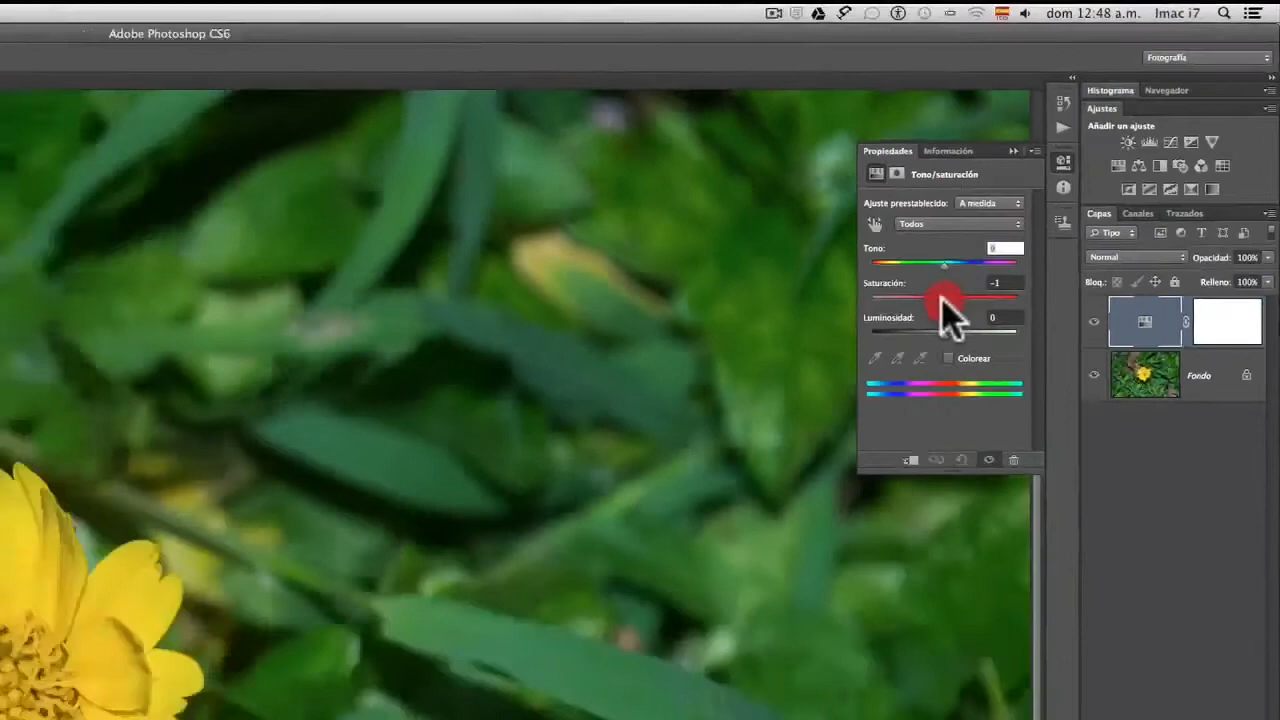 dom 12:48 a.m. Imac i7
Adobe Photoshop CS6
Fotografía
Histograma Navegador
Ajustes
Añadir un ajuste
Propiedades Información
Tono/saturación
Ajuste preestablecido: A medida
Todos
Tono: 0
Saturación: -1
Luminosidad: 0
Colorear
Capas Canales Trazados
Tipo
Normal Opacidad: 100%
Bloq.: Relleno: 100%
Fondo